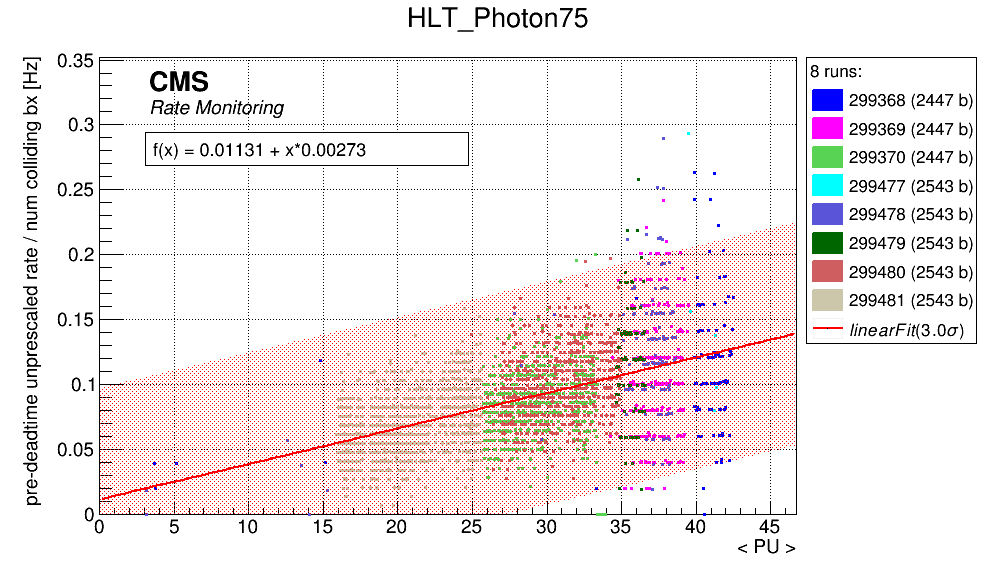 HLT_Photon75
pre-deadtime unprescaled rate / num colliding bx [Hz]
0.35
0.3
0.25
0.2
0.15
0.1
0.05
0
CMS
Rate Monitoring
f(x) = 0.01131 + x*0.00273
0 5 10 15 20 25 30 35 40 45
< PU >
8 runs:
299368 (2447 b)
299369 (2447 b)
299370 (2447 b)
299477 (2543 b)
299478 (2543 b)
299479 (2543 b)
299480 (2543 b)
299481 (2543 b)
linearFit(3.0σ)